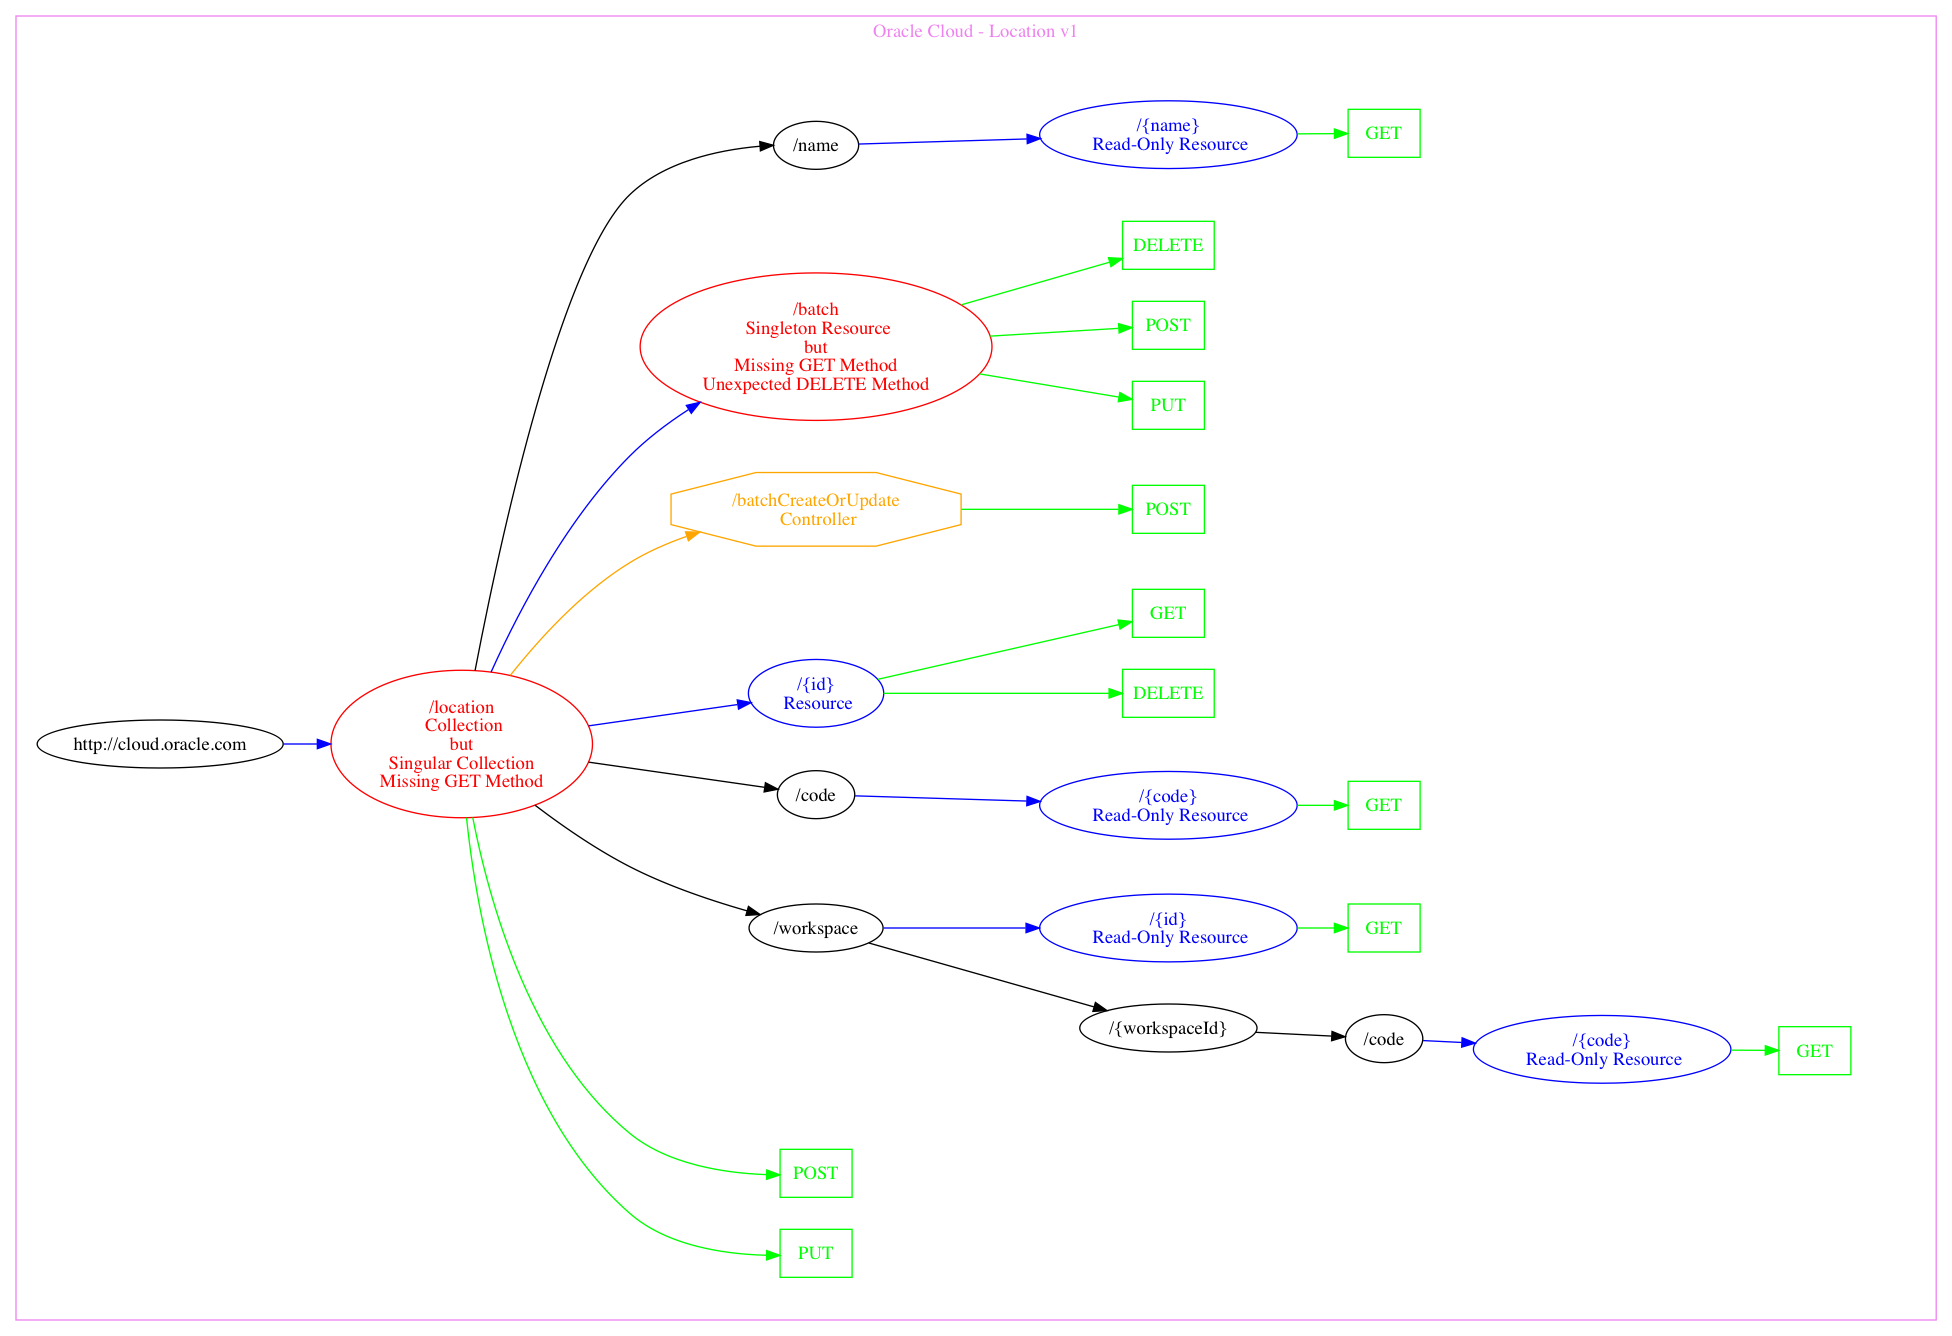 Oracle Cloud - Location v1
/name
/{name}
Read-Only Resource
GET
DELETE
/batch
Singleton Resource
but
Missing GET Method
Unexpected DELETE Method
POST
PUT
/batchCreateOrUpdate
Controller
POST
GET
/{id}
Resource
DELETE
http://cloud.oracle.com
/location
Collection
but
Singular Collection
Missing GET Method
/code
/{code}
Read-Only Resource
GET
/workspace
/{id}
Read-Only Resource
GET
/{workspaceId}
/code
/{code}
Read-Only Resource
GET
POST
PUT